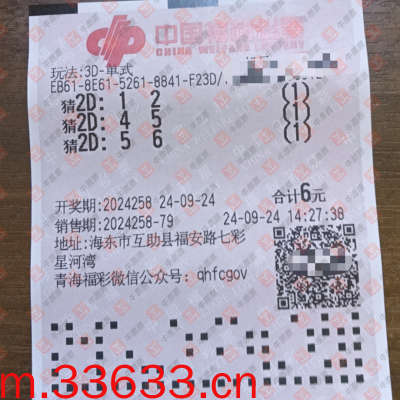 中国福利彩票
CHINA WELFARE LOTTERY
玩法:3D-单式
EB61-8E61-5261-8841-F23D/
猜2D: 1 2 (1)
猜2D: 4 5 (1)
猜2D: 5 6 (1)
开奖期:2024258 24-09-24 合计6元
销售期:2024258-79 24-09-24 14:27:38
地址:海东市互助县福安路七彩
星河湾
青海福彩微信公众号: qhfcgov
m.33633.cn